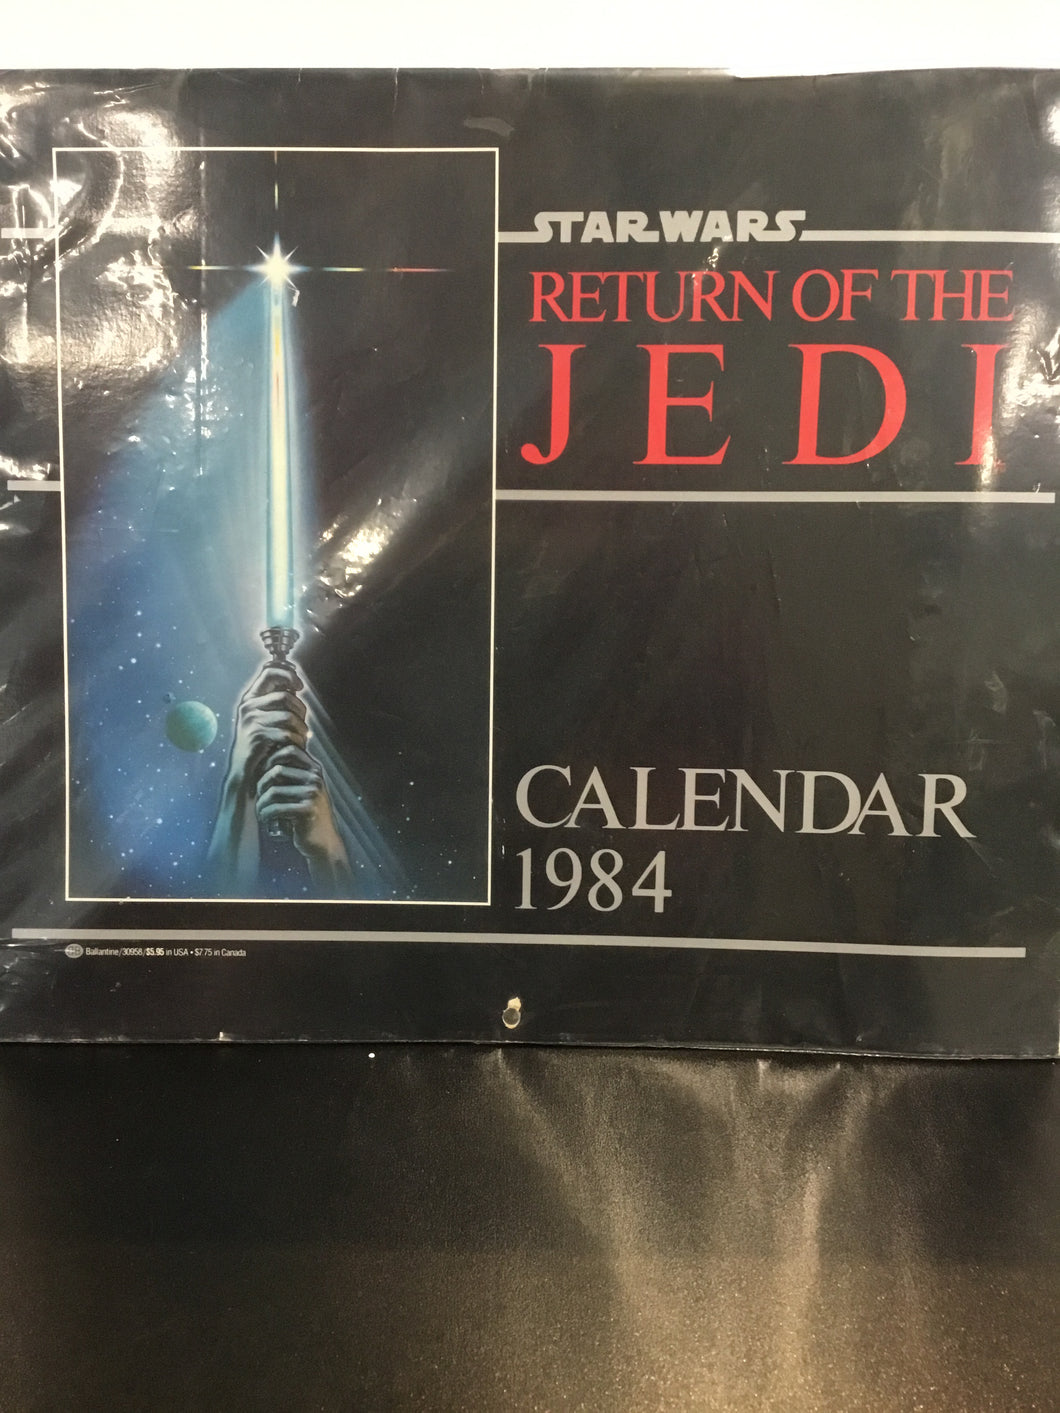 STAR WARS
RETURN OF THE
JEDI
CALENDAR
1984
Ballantine/30958/$5.95 in USA • $7.75 in Canada